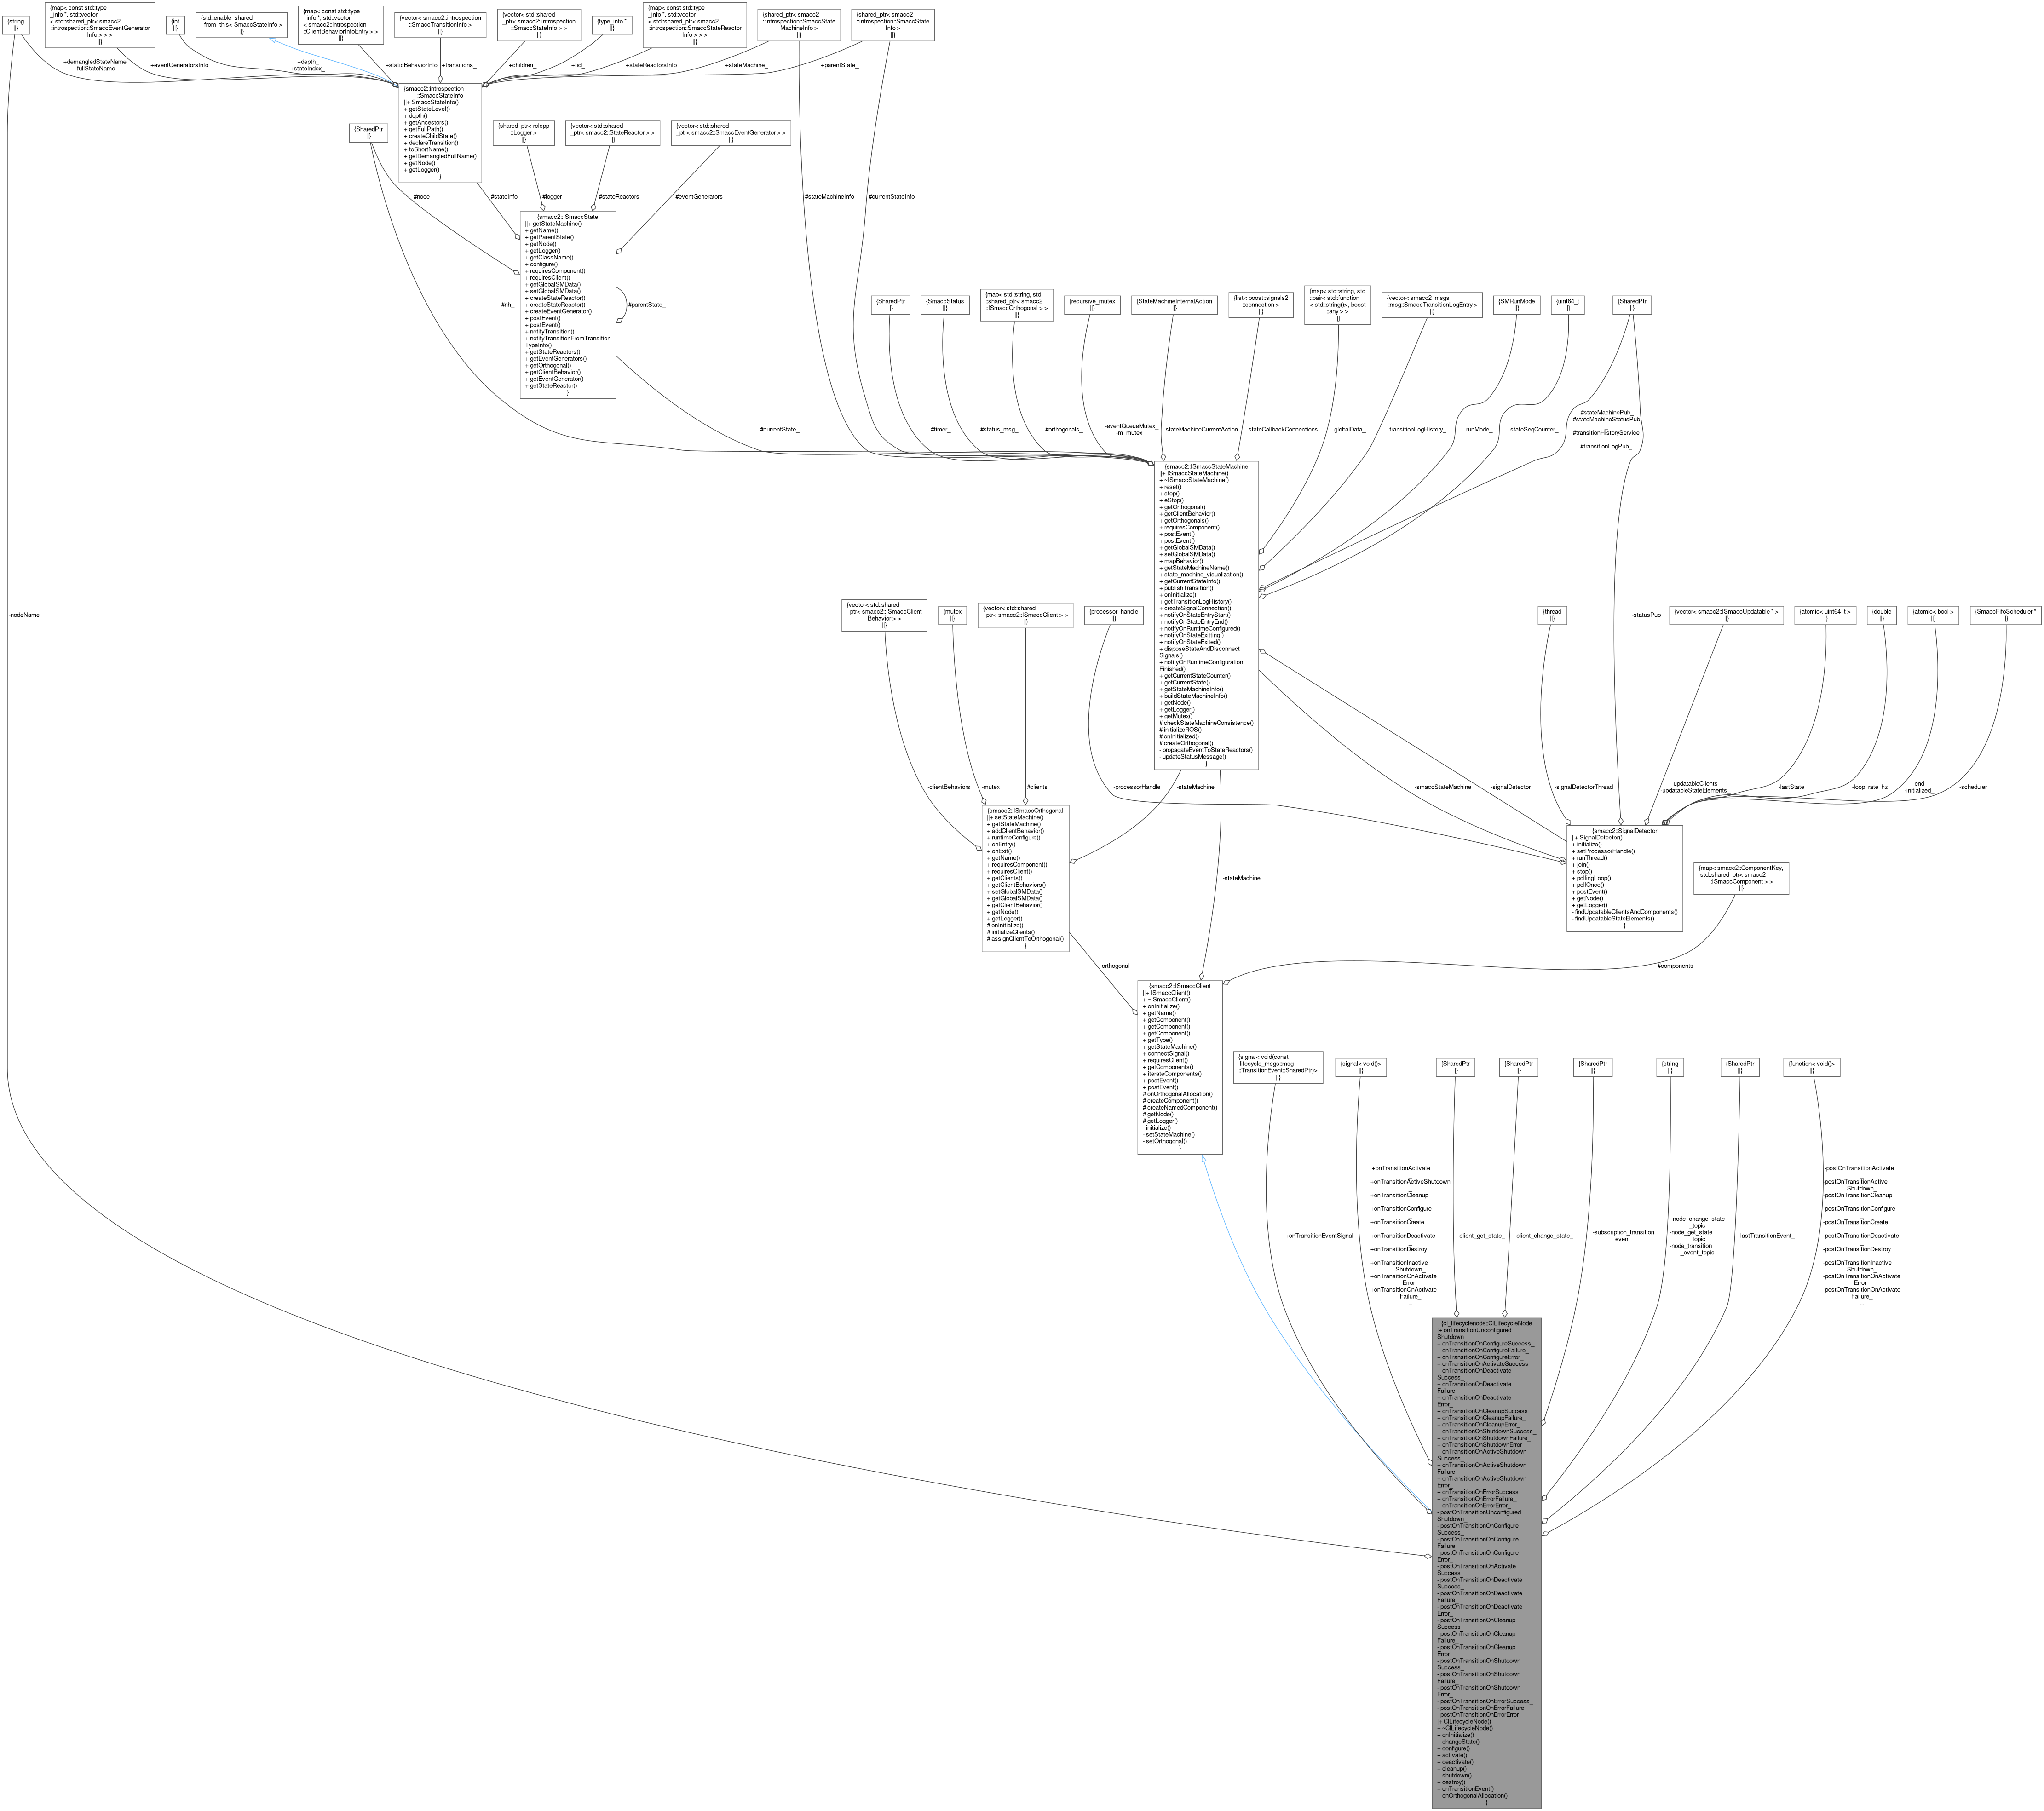 {string
||}
{map< const std::type
_info *, std::vector
< std::shared_ptr< smacc2
::introspection::SmaccEventGenerator
Info > > >
||}
{int
||}
{std::enable_shared
_from_this< SmaccStateInfo >
||}
{map< const std::type
_info *, std::vector
< smacc2::introspection
::ClientBehaviorInfoEntry > >
||}
{vector< smacc2::introspection
::SmaccTransitionInfo >
||}
{vector< std::shared
_ptr< smacc2::introspection
::SmaccStateInfo > >
||}
{type_info *
||}
{map< const std::type
_info *, std::vector
< std::shared_ptr< smacc2
::introspection::SmaccStateReactor
Info > > >
||}
{shared_ptr< smacc2
::introspection::SmaccState
MachineInfo >
||}
{shared_ptr< smacc2
::introspection::SmaccState
Info >
||}
+demangledStateName
+fullStateName
+eventGeneratorsInfo
+depth_
+stateIndex_
+staticBehaviorInfo
+transitions_
+children_
+tid_
+stateReactorsInfo
+stateMachine_
+parentState_
{smacc2::introspection
::SmaccStateInfo
||+ SmaccStateInfo()
+ getStateLevel()
+ depth()
+ getAncestors()
+ getFullPath()
+ createChildState()
+ declareTransition()
+ toShortName()
+ getDemangledFullName()
+ getNode()
+ getLogger()
}
{SharedPtr
||}
{shared_ptr< rclcpp
::Logger >
||}
{vector< std::shared
_ptr< smacc2::StateReactor > >
||}
{vector< std::shared
_ptr< smacc2::SmaccEventGenerator > >
||}
#node_
#stateInfo_
#logger_
#stateReactors_
#eventGenerators_
#stateMachineInfo_
#currentStateInfo_
{smacc2::ISmaccState
||+ getStateMachine()
+ getName()
+ getParentState()
+ getNode()
+ getLogger()
+ getClassName()
+ configure()
+ requiresComponent()
+ requiresClient()
+ getGlobalSMData()
+ setGlobalSMData()
+ createStateReactor()
+ createStateReactor()
+ createEventGenerator()
+ postEvent()
+ postEvent()
+ notifyTransition()
+ notifyTransitionFromTransition
TypeInfo()
+ getStateReactors()
+ getEventGenerators()
+ getOrthogonal()
+ getClientBehavior()
+ getEventGenerator()
+ getStateReactor()
}
#parentState_
#nh_
{SharedPtr
||}
{SmaccStatus
||}
{map< std::string, std
::shared_ptr< smacc2
::ISmaccOrthogonal > >
||}
{recursive_mutex
||}
{StateMachineInternalAction
||}
{list< boost::signals2
::connection >
||}
{map< std::string, std
::pair< std::function
< std::string()>, boost
::any > >
||}
{vector< smacc2_msgs
::msg::SmaccTransitionLogEntry >
||}
{SMRunMode
||}
{uint64_t
||}
{SharedPtr
||}
#currentState_
#timer_
#status_msg_
#orthogonals_
-eventQueueMutex_
-m_mutex_
-stateMachineCurrentAction
-stateCallbackConnections
-globalData_
-transitionLogHistory_
-runMode_
-stateSeqCounter_
#stateMachinePub_
#stateMachineStatusPub
_
#transitionHistoryService
_
#transitionLogPub_
{smacc2::ISmaccStateMachine
||+ ISmaccStateMachine()
+ ~ISmaccStateMachine()
+ reset()
+ stop()
+ eStop()
+ getOrthogonal()
+ getClientBehavior()
+ getOrthogonals()
+ requiresComponent()
+ postEvent()
+ postEvent()
+ getGlobalSMData()
+ setGlobalSMData()
+ mapBehavior()
+ getStateMachineName()
+ state_machine_visualization()
+ getCurrentStateInfo()
+ publishTransition()
+ onInitialize()
+ getTransitionLogHistory()
+ createSignalConnection()
+ notifyOnStateEntryStart()
+ notifyOnStateEntryEnd()
+ notifyOnRuntimeConfigured()
+ notifyOnStateExitting()
+ notifyOnStateExited()
+ disposeStateAndDisconnect
Signals()
+ notifyOnRuntimeConfiguration
Finished()
+ getCurrentStateCounter()
+ getCurrentState()
+ getStateMachineInfo()
+ buildStateMachineInfo()
+ getNode()
+ getLogger()
+ getMutex()
# checkStateMachineConsistence()
# initializeROS()
# onInitialized()
# createOrthogonal()
- propagateEventToStateReactors()
- updateStatusMessage()
}
-nodeName_
{vector< std::shared
_ptr< smacc2::ISmaccClient
Behavior > >
||}
{mutex
||}
{vector< std::shared
_ptr< smacc2::ISmaccClient > >
||}
{processor_handle
||}
{thread
||}
-statusPub_
{vector< smacc2::ISmaccUpdatable * >
||}
{atomic< uint64_t >
||}
{double
||}
{atomic< bool >
||}
{SmaccFifoScheduler *
||}
-clientBehaviors_
-mutex_
#clients_
-processorHandle_
-stateMachine_
-smaccStateMachine_
-signalDetector_
-signalDetectorThread_
-updatableClients_
-updatableStateElements
_
-lastState_
-loop_rate_hz
-end_
-initialized_
-scheduler_
{smacc2::ISmaccOrthogonal
||+ setStateMachine()
+ getStateMachine()
+ addClientBehavior()
+ runtimeConfigure()
+ onEntry()
+ onExit()
+ getName()
+ requiresComponent()
+ requiresClient()
+ getClients()
+ getClientBehaviors()
+ setGlobalSMData()
+ getGlobalSMData()
+ getClientBehavior()
+ getNode()
+ getLogger()
# onInitialize()
# initializeClients()
# assignClientToOrthogonal()
}
{smacc2::SignalDetector
||+ SignalDetector()
+ initialize()
+ setProcessorHandle()
+ runThread()
+ join()
+ stop()
+ pollingLoop()
+ pollOnce()
+ postEvent()
+ getNode()
+ getLogger()
- findUpdatableClientsAndComponents()
- findUpdatableStateElements()
}
-stateMachine_
{map< smacc2::ComponentKey,
std::shared_ptr< smacc2
::ISmaccComponent > >
||}
-orthogonal_
#components_
{smacc2::ISmaccClient
||+ ISmaccClient()
+ ~ISmaccClient()
+ onInitialize()
+ getName()
+ getComponent()
+ getComponent()
+ getComponent()
+ getType()
+ getStateMachine()
+ connectSignal()
+ requiresClient()
+ getComponents()
+ iterateComponents()
+ postEvent()
+ postEvent()
# onOrthogonalAllocation()
# createComponent()
# createNamedComponent()
# getNode()
# getLogger()
- initialize()
- setStateMachine()
- setOrthogonal()
}
{signal< void(const
lifecycle_msgs::msg
::TransitionEvent::SharedPtr)>
||}
{signal< void()>
||}
{SharedPtr
||}
{SharedPtr
||}
{SharedPtr
||}
{string
||}
{SharedPtr
||}
{function< void()>
||}
+onTransitionEventSignal
+onTransitionActivate
_
+onTransitionActiveShutdown
_
+onTransitionCleanup
_
+onTransitionConfigure
_
+onTransitionCreate
_
+onTransitionDeactivate
_
+onTransitionDestroy
_
+onTransitionInactive
Shutdown_
+onTransitionOnActivate
Error_
+onTransitionOnActivate
Failure_
...
-client_get_state_
-client_change_state_
-subscription_transition
_event_
-node_change_state
_topic
-node_get_state
_topic
-node_transition
_event_topic
-lastTransitionEvent_
-postOnTransitionActivate
_
-postOnTransitionActive
Shutdown_
-postOnTransitionCleanup
_
-postOnTransitionConfigure
_
-postOnTransitionCreate
_
-postOnTransitionDeactivate
_
-postOnTransitionDestroy
_
-postOnTransitionInactive
Shutdown_
-postOnTransitionOnActivate
Error_
-postOnTransitionOnActivate
Failure_
...
{cl_lifecyclenode::ClLifecycleNode
|+ onTransitionUnconfigured
Shutdown_
+ onTransitionOnConfigureSuccess_
+ onTransitionOnConfigureFailure_
+ onTransitionOnConfigureError_
+ onTransitionOnActivateSuccess_
+ onTransitionOnDeactivate
Success_
+ onTransitionOnDeactivate
Failure_
+ onTransitionOnDeactivate
Error_
+ onTransitionOnCleanupSuccess_
+ onTransitionOnCleanupFailure_
+ onTransitionOnCleanupError_
+ onTransitionOnShutdownSuccess_
+ onTransitionOnShutdownFailure_
+ onTransitionOnShutdownError_
+ onTransitionOnActiveShutdown
Success_
+ onTransitionOnActiveShutdown
Failure_
+ onTransitionOnActiveShutdown
Error_
+ onTransitionOnErrorSuccess_
+ onTransitionOnErrorFailure_
+ onTransitionOnErrorError_
- postOnTransitionUnconfigured
Shutdown_
- postOnTransitionOnConfigure
Success_
- postOnTransitionOnConfigure
Failure_
- postOnTransitionOnConfigure
Error_
- postOnTransitionOnActivate
Success_
- postOnTransitionOnDeactivate
Success_
- postOnTransitionOnDeactivate
Failure_
- postOnTransitionOnDeactivate
Error_
- postOnTransitionOnCleanup
Success_
- postOnTransitionOnCleanup
Failure_
- postOnTransitionOnCleanup
Error_
- postOnTransitionOnShutdown
Success_
- postOnTransitionOnShutdown
Failure_
- postOnTransitionOnShutdown
Error_
- postOnTransitionOnErrorSuccess_
- postOnTransitionOnErrorFailure_
- postOnTransitionOnErrorError_
|+ ClLifecycleNode()
+ ~ClLifecycleNode()
+ onInitialize()
+ changeState()
+ configure()
+ activate()
+ deactivate()
+ cleanup()
+ shutdown()
+ destroy()
+ onTransitionEvent()
+ onOrthogonalAllocation()
}